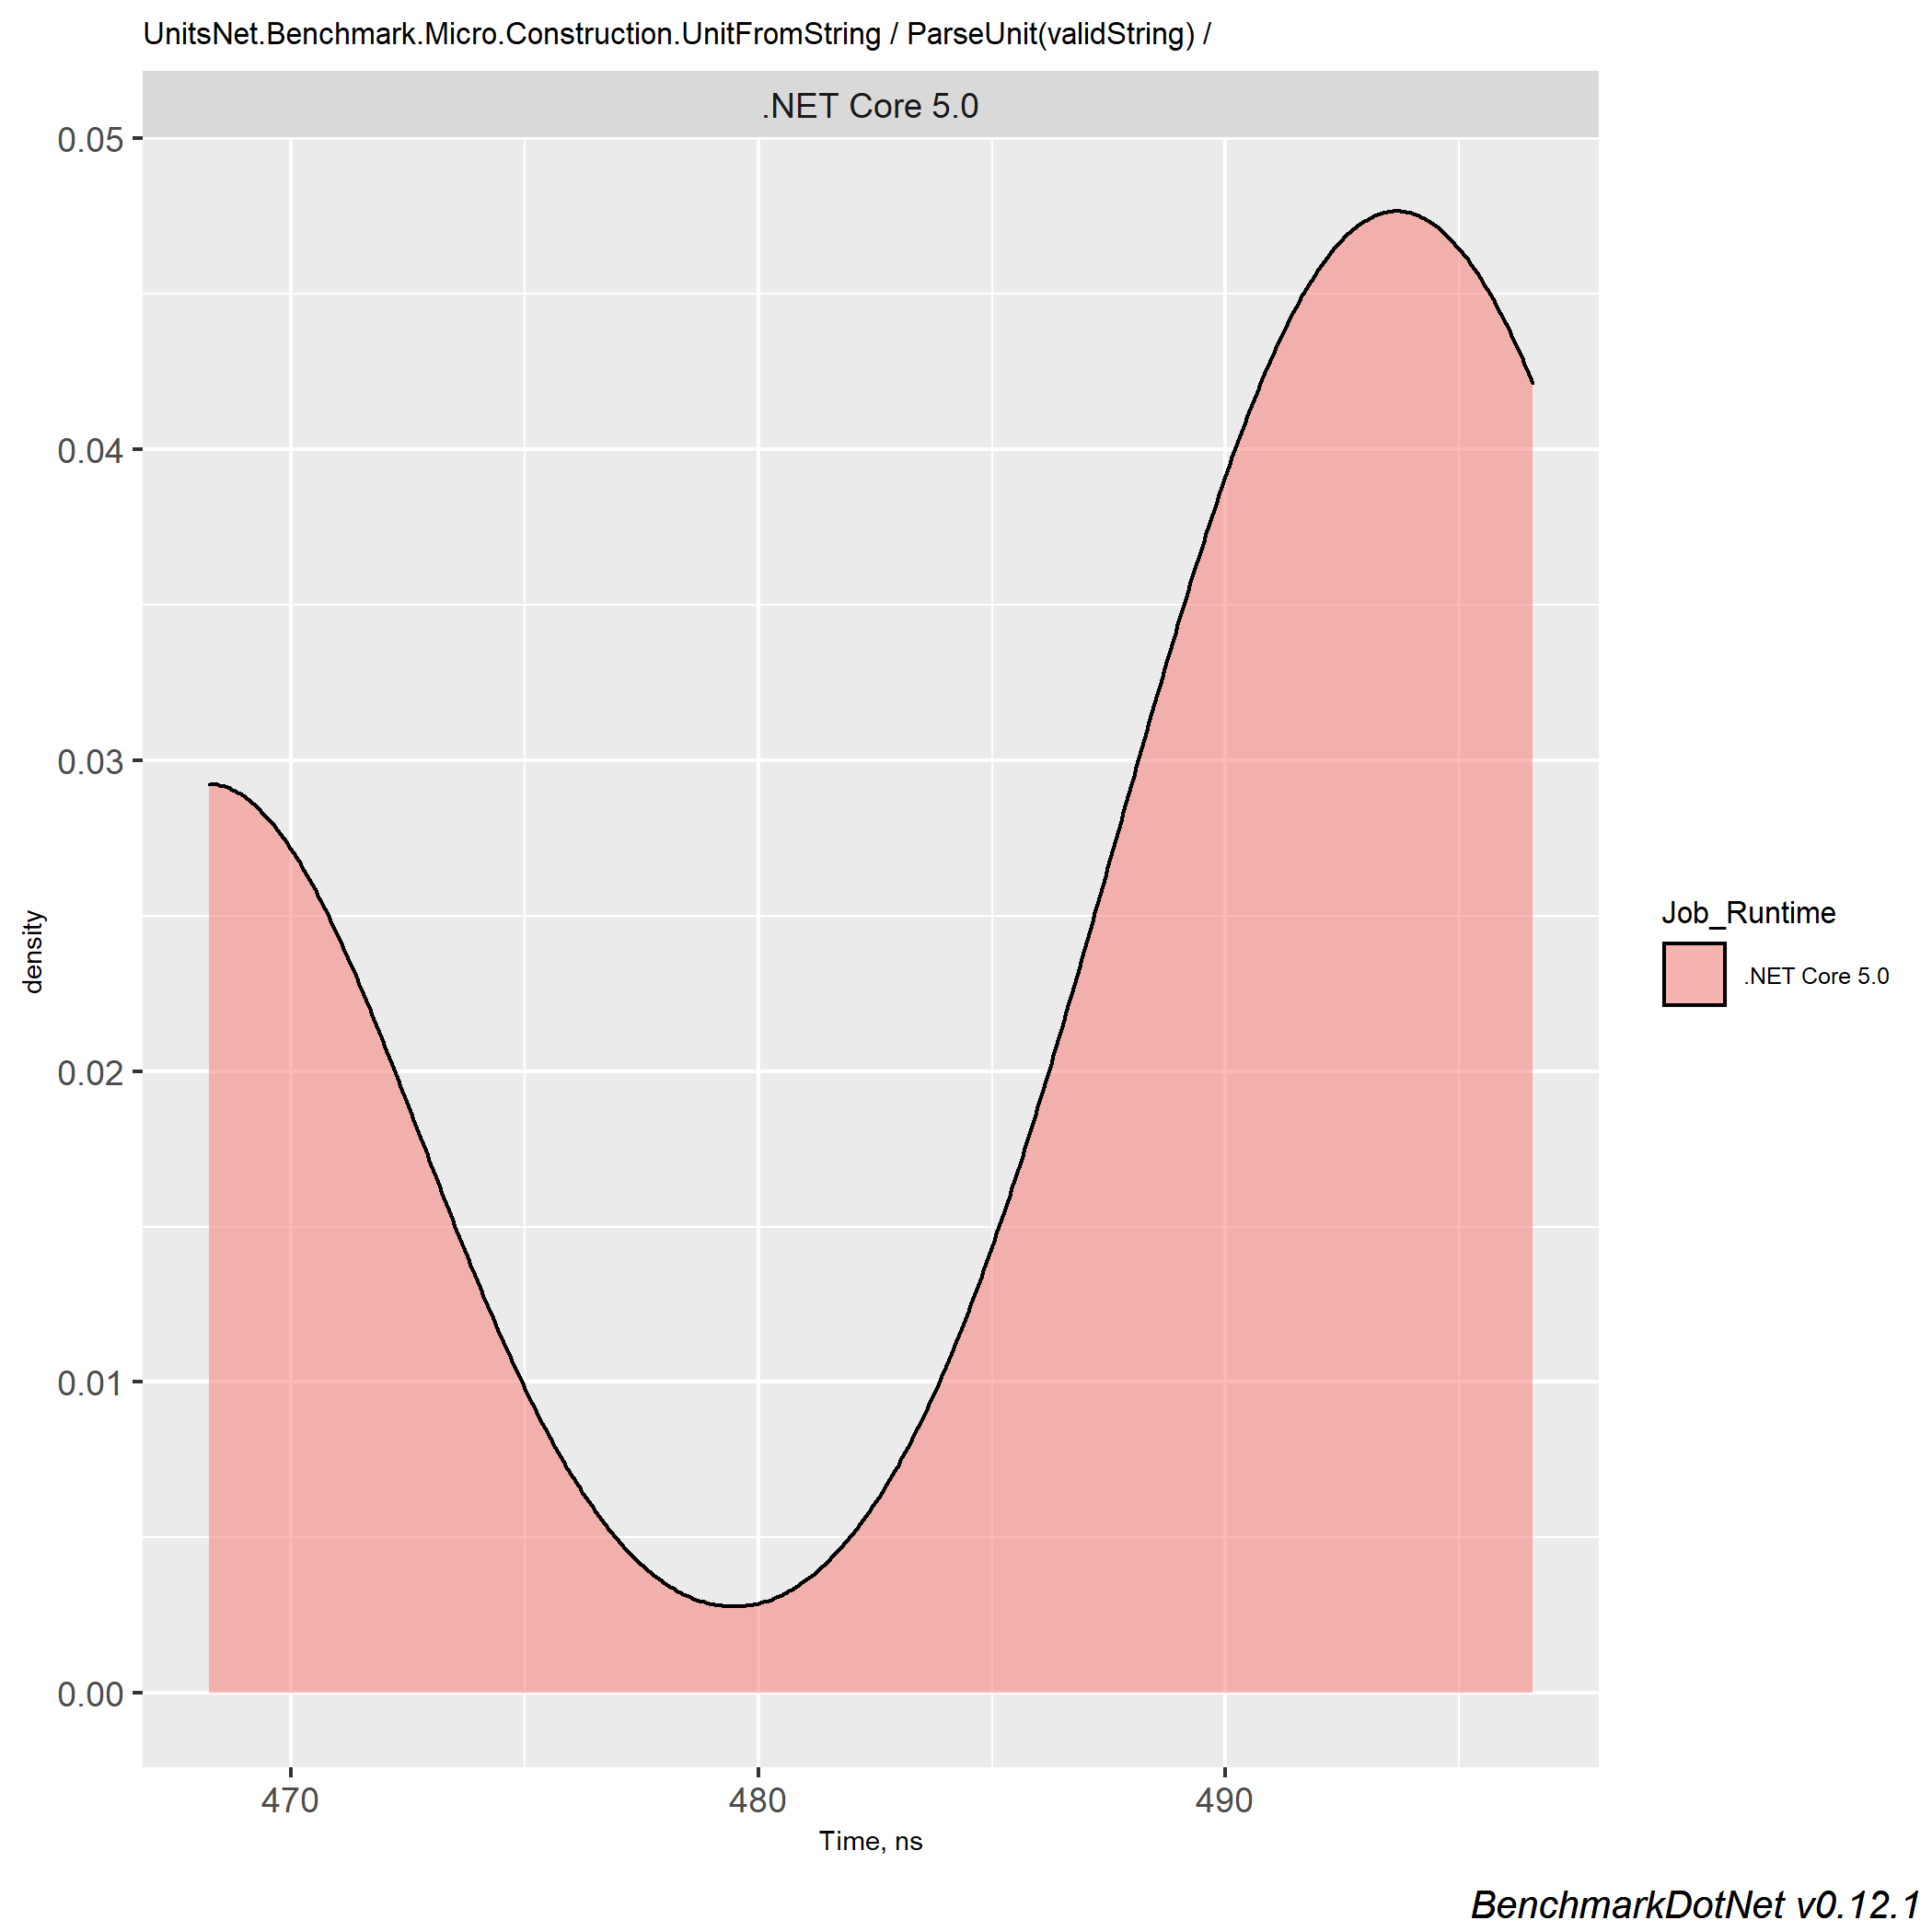 UnitsNet.Benchmark.Micro.Construction.UnitFromString / ParseUnit(validString) /
.NET Core 5.0
0.05
0.04
0.03
0.02
0.01
0.00
density
470 480 490
Time, ns
Job_Runtime
.NET Core 5.0
BenchmarkDotNet v0.12.1